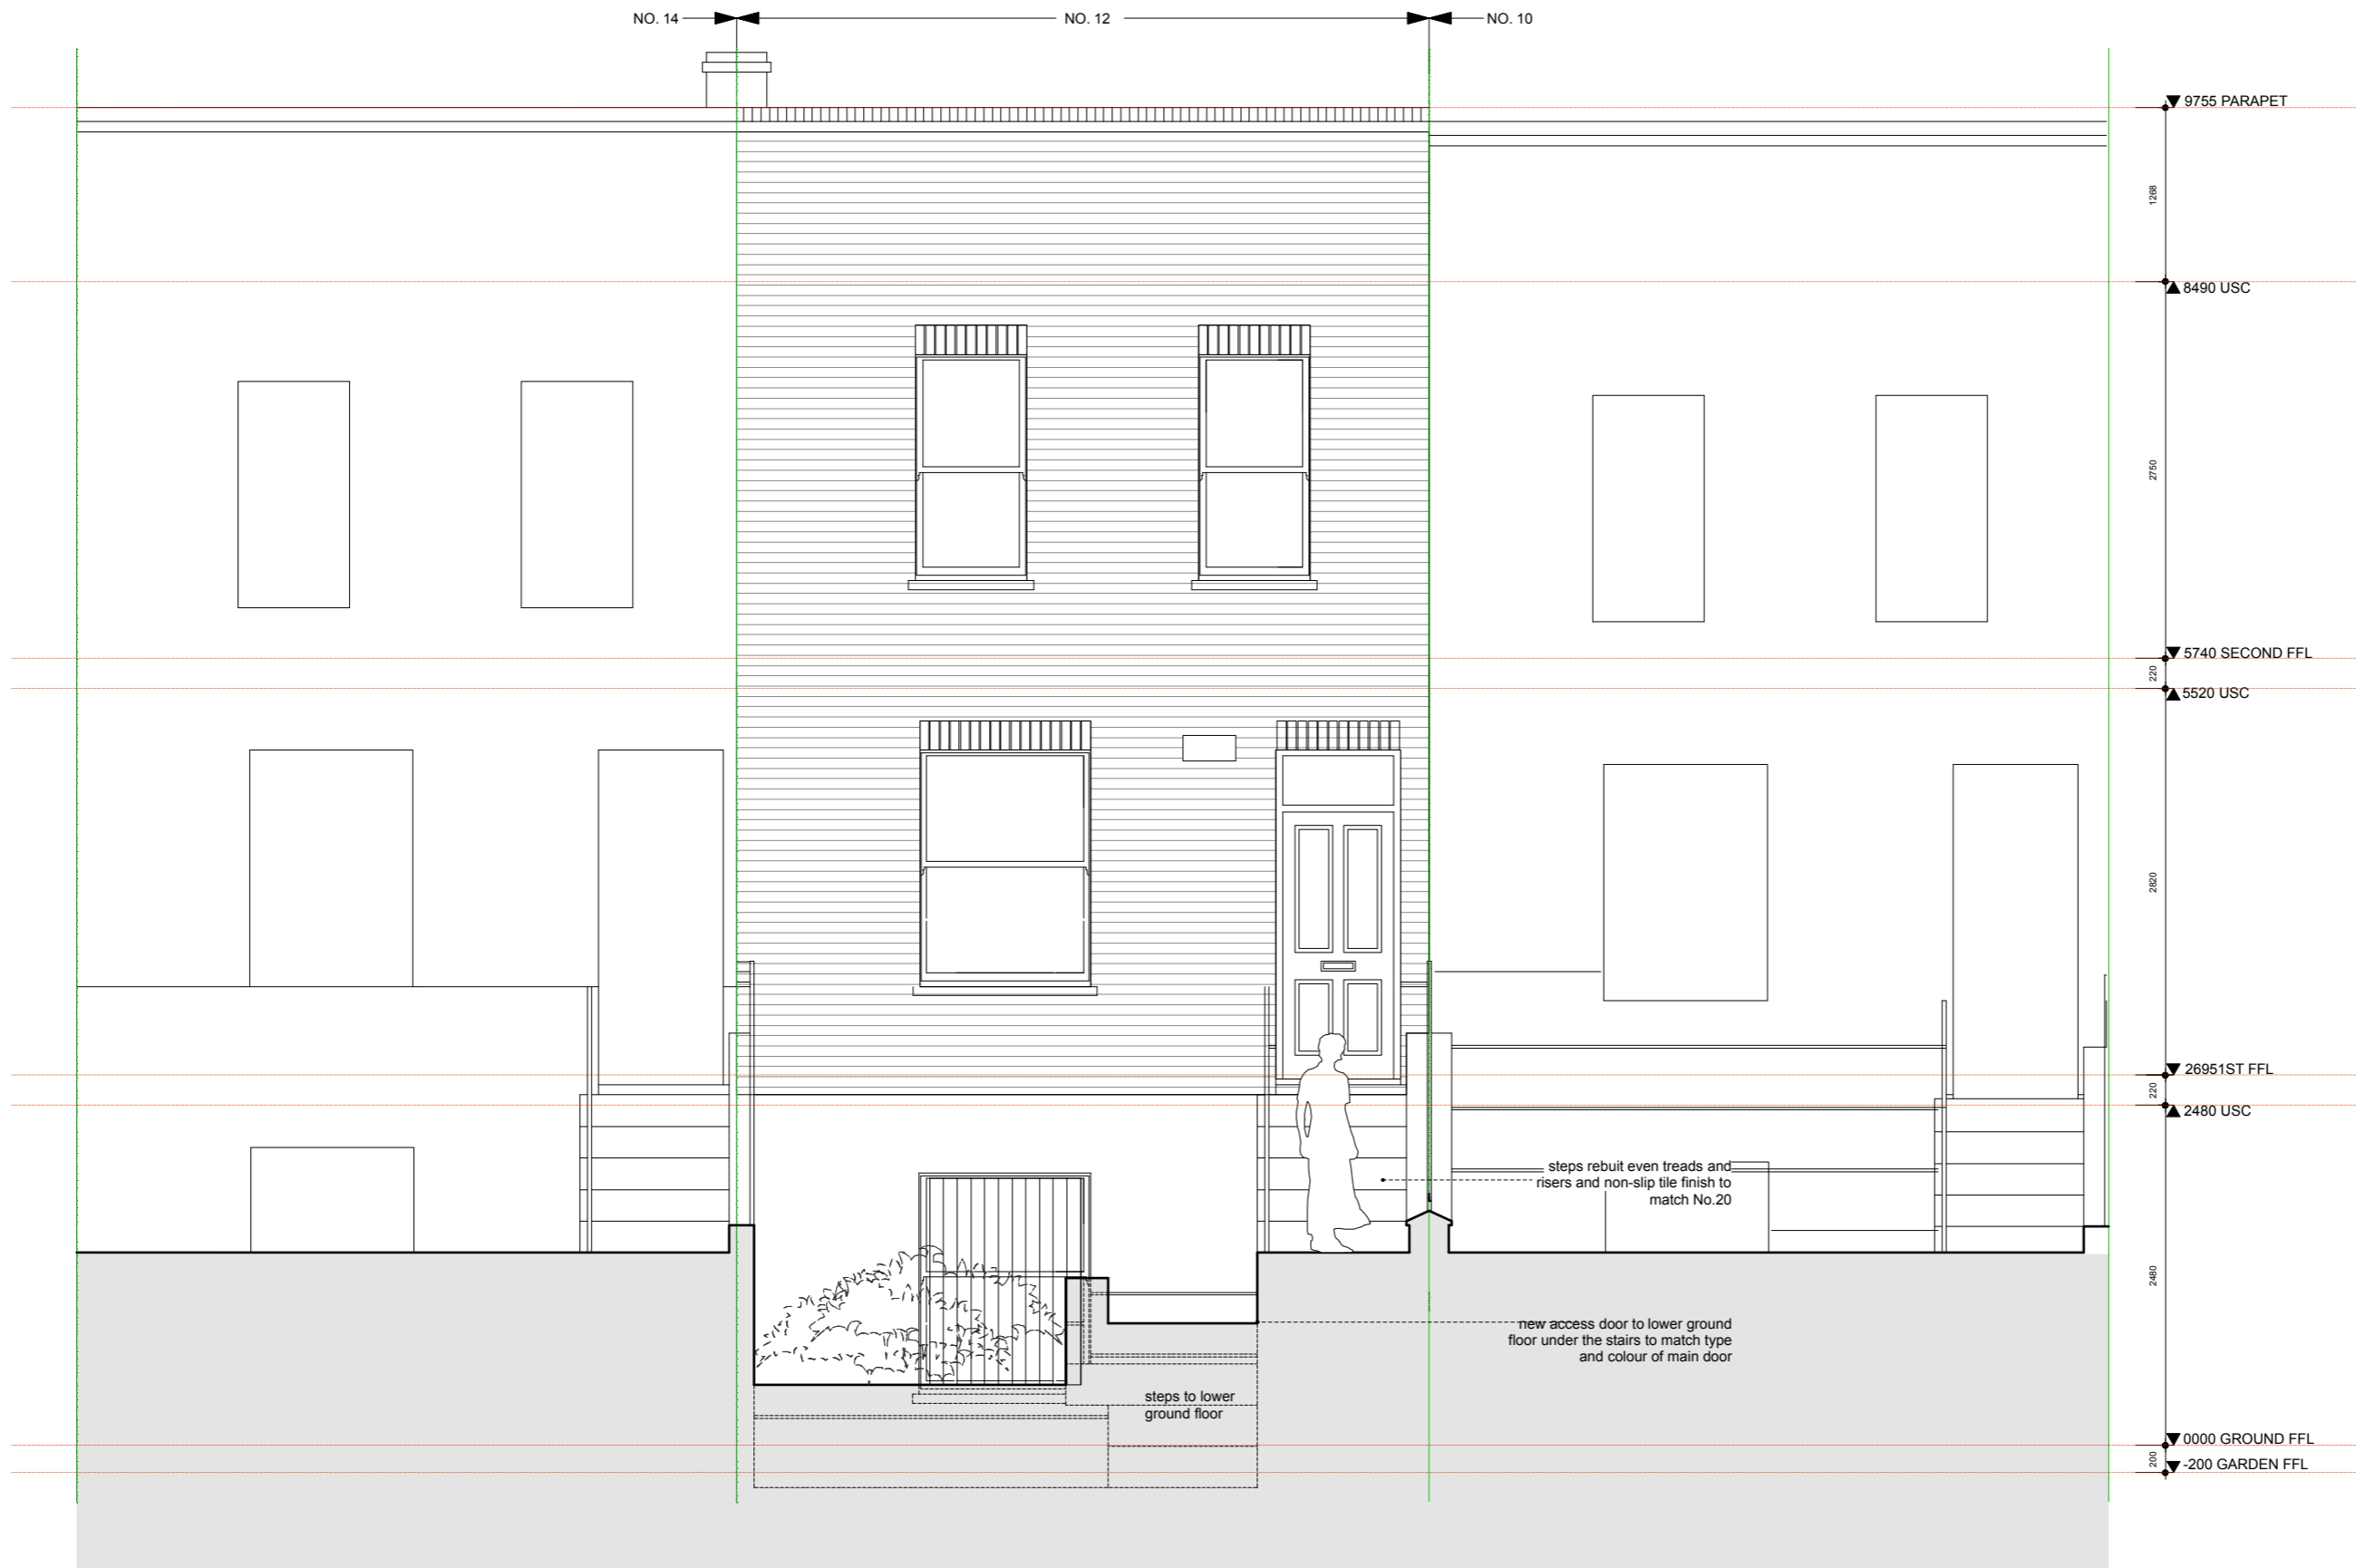 NO. 14
NO. 12
NO. 10
9755 PARAPET
1268
8490 USC
2750
5740 SECOND FFL
220
5520 USC
2820
26951ST FFL
220
2480 USC
steps rebuit even treads and
risers and non-slip tile finish to
match No.20
2480
new access door to lower ground
floor under the stairs to match type
and colour of main door
steps to lower
ground floor
0000 GROUND FFL
200
-200 GARDEN FFL